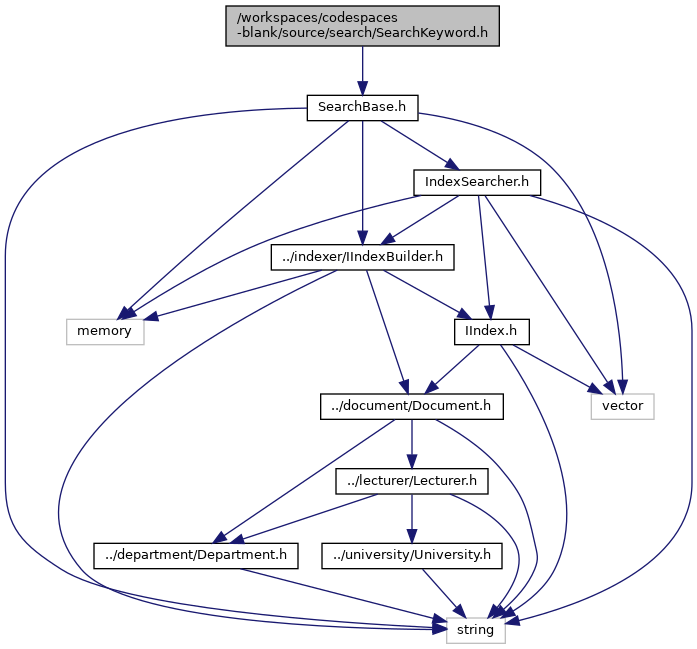 /workspaces/codespaces
-blank/source/search/SearchKeyword.h
SearchBase.h
IndexSearcher.h
../indexer/IIndexBuilder.h
memory
IIndex.h
../document/Document.h
vector
../lecturer/Lecturer.h
../department/Department.h
../university/University.h
string